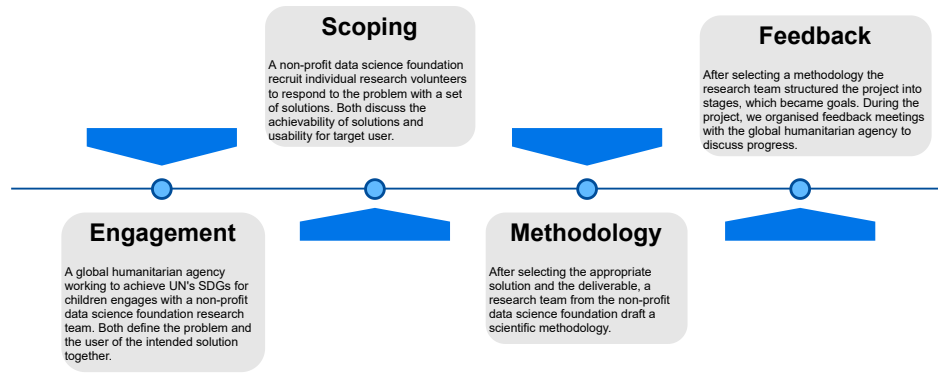 Engagement
A global humanitarian agency
working to achieve UN's SDGs for
children engages with a non-profit
data science foundation research
team. Both define the problem and
the user of the intended solution
together.
Scoping
A non-profit data science foundation
recruit individual research volunteers
to respond to the problem with a set
of solutions. Both discuss the
achievability of solutions and
usability for target user.
Methodology
After selecting the appropriate
solution and the deliverable, a
research team from the non-profit
data science foundation draft a
scientific methodology.
Feedback
After selecting a methodology the
research team structured the project into
stages, which became goals. During the
project, we organised feedback meetings
with the global humanitarian agency to
discuss progress.